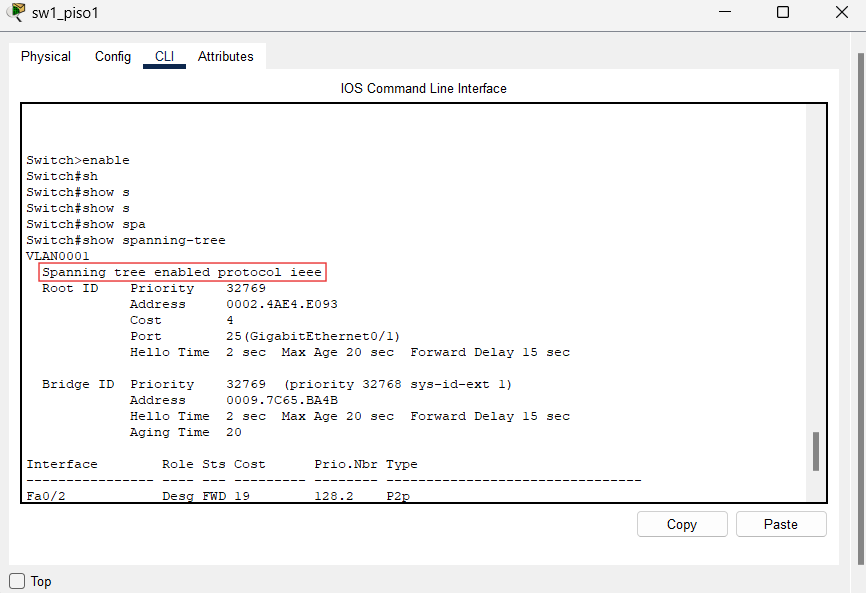 sw1_piso1
Physical Config CLI Attributes
IOS Command Line Interface
Switch>enable
Switch#sh
Switch#show s
Switch#show s
Switch#show spa
Switch#show spanning-tree
VLAN0001
  Spanning tree enabled protocol ieee
  Root ID    Priority    32769
             Address     0002.4AE4.E093
             Cost        4
             Port        25(GigabitEthernet0/1)
             Hello Time  2 sec  Max Age 20 sec  Forward Delay 15 sec
  Bridge ID  Priority    32769  (priority 32768 sys-id-ext 1)
             Address     0009.7C65.BA4B
             Hello Time  2 sec  Max Age 20 sec  Forward Delay 15 sec
             Aging Time  20
Interface        Role Sts Cost      Prio.Nbr Type
---------------- ---- --- --------- -------- --------------------------------
Fa0/2            Desg FWD 19        128.2    P2p
Copy Paste
Top